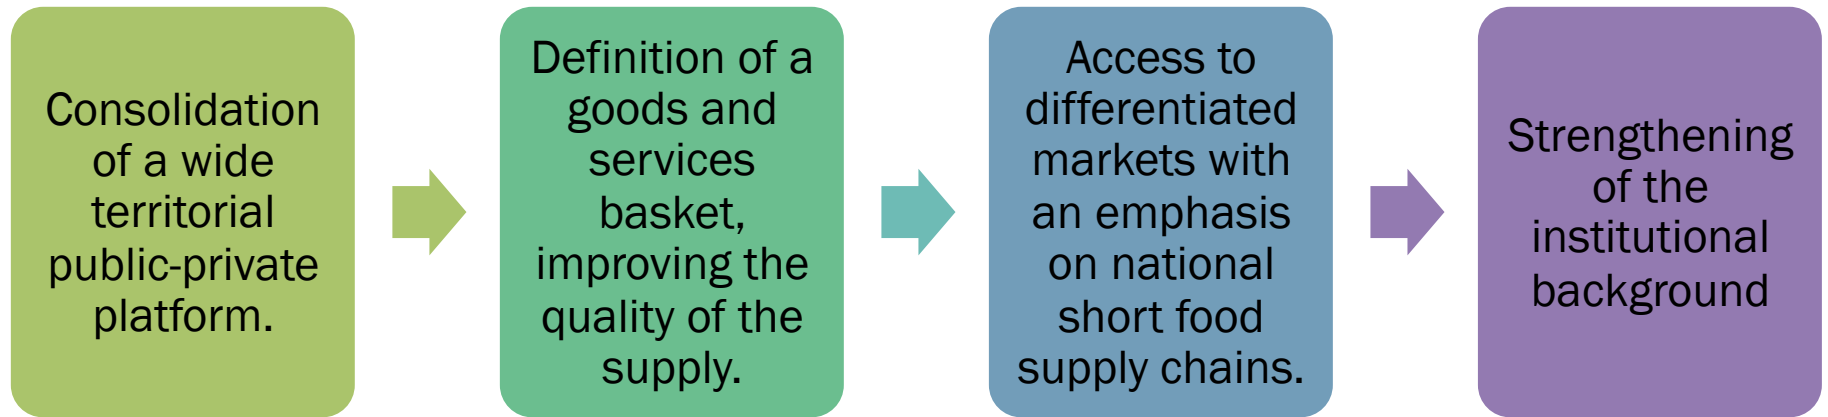 Consolidation
of a wide
territorial
public-private
platform.
Definition of a
goods and
services
basket,
improving the
quality of the
supply.
Access to
differentiated
markets with
an emphasis
on national
short food
supply chains.
Strengthening
of the
institutional
background